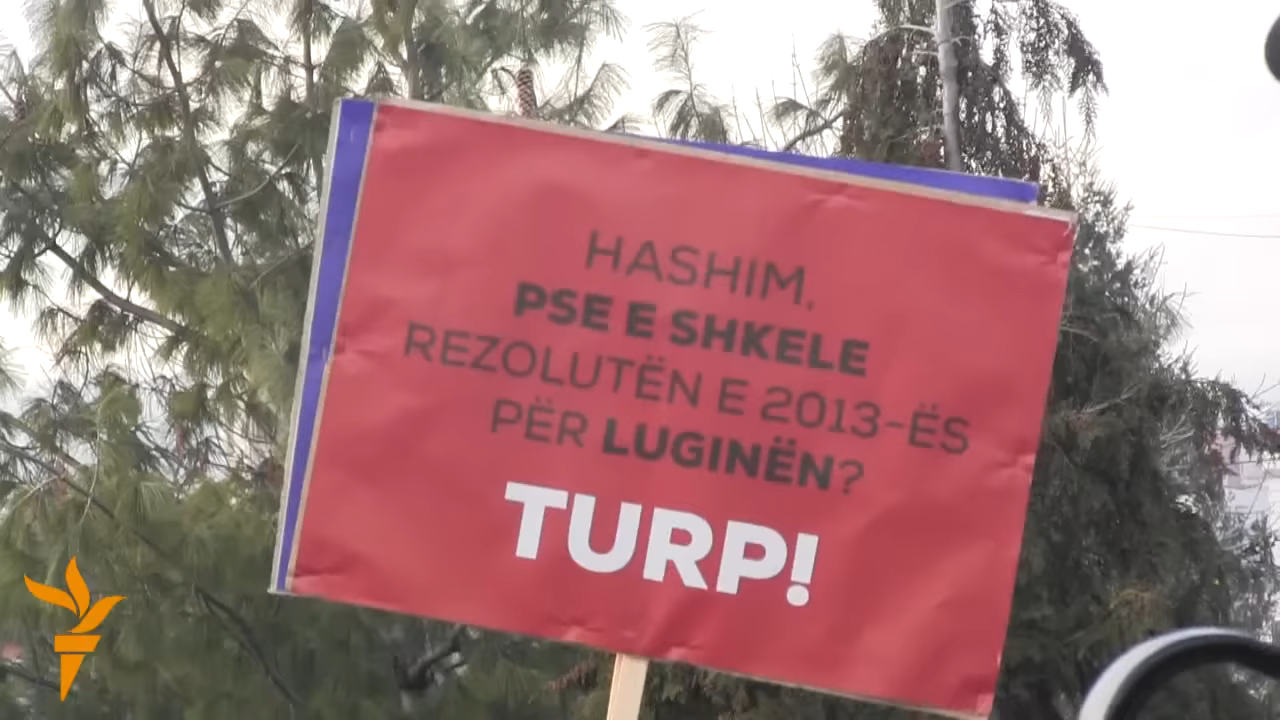 HASHIM,
PSE E SHKELE
REZOLUTËN E 2013-ËS
PËR LUGINËN?
TURP!